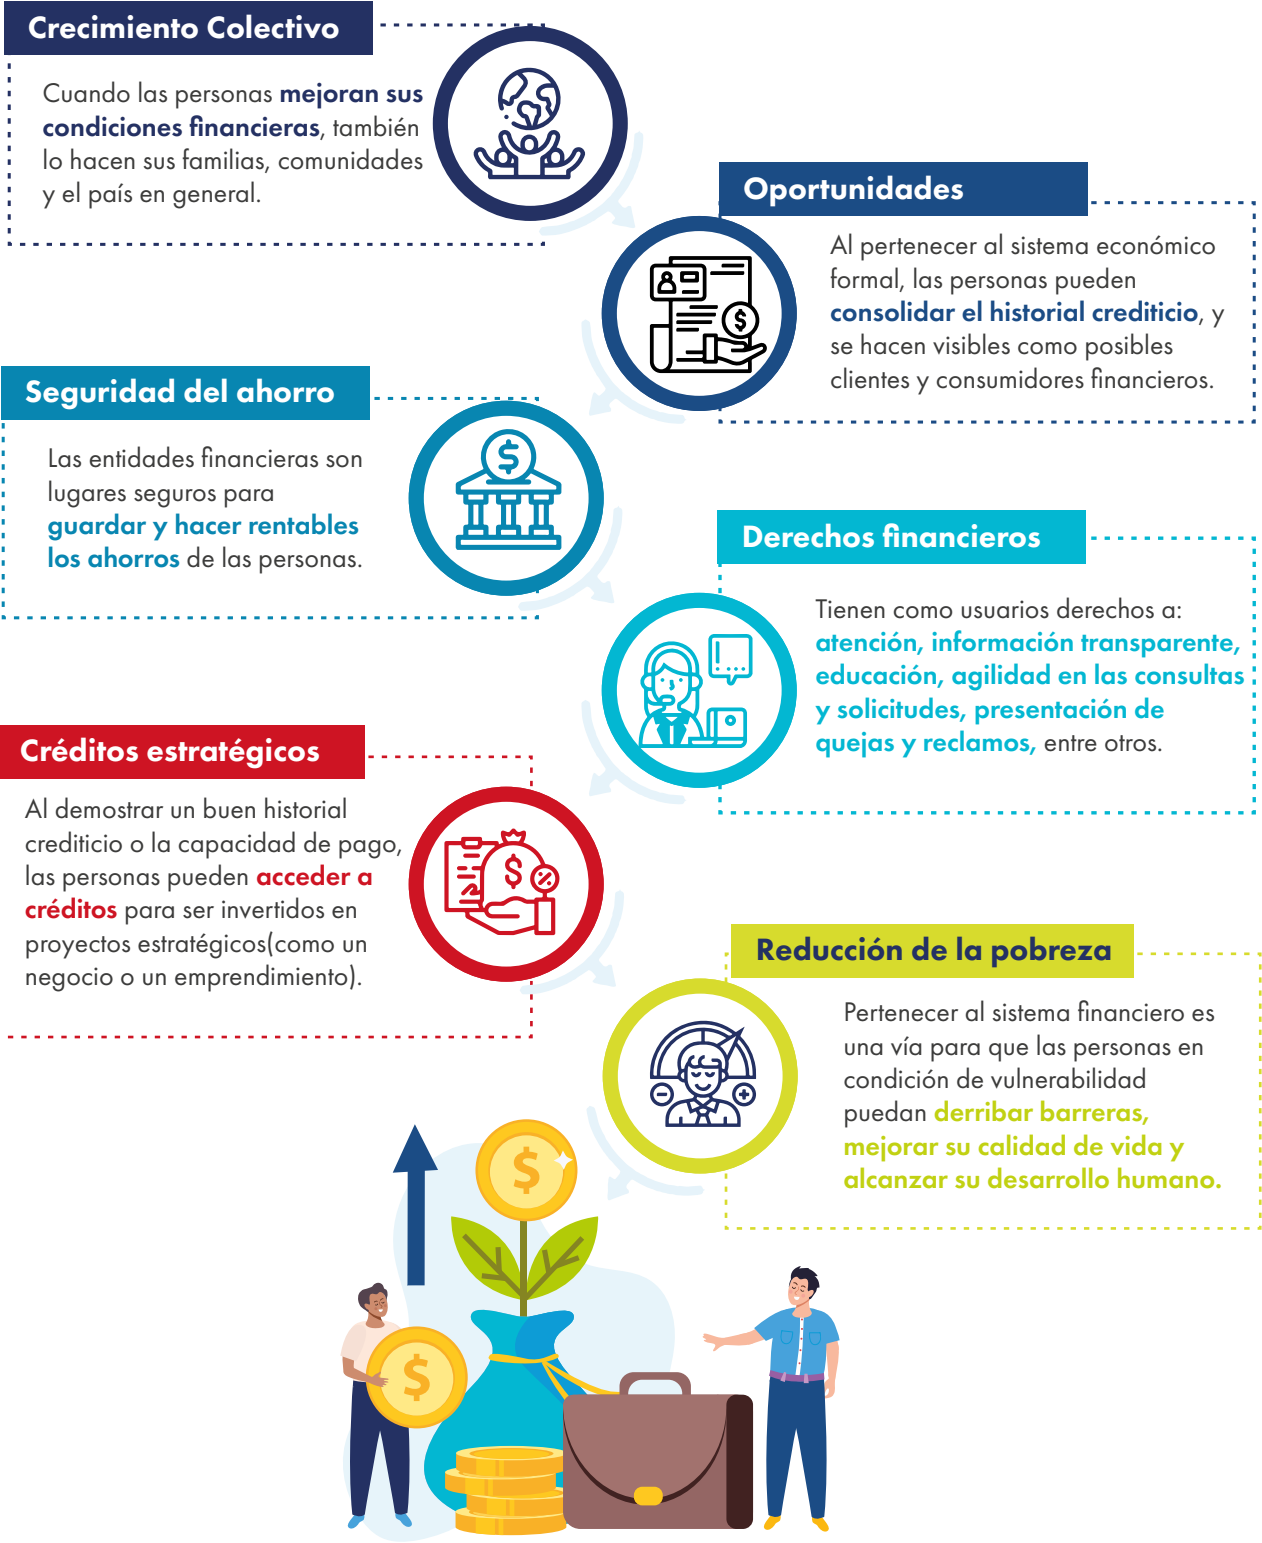 Crecimiento Colectivo
Cuando las personas mejoran sus
condiciones financieras, también
lo hacen sus familias, comunidades
y el país en general.
Oportunidades
Al pertenecer al sistema económico
formal, las personas pueden
consolidar el historial crediticio, y
se hacen visibles como posibles
clientes y consumidores financieros.
Seguridad del ahorro
Las entidades financieras son
lugares seguros para
guardar y hacer rentables
los ahorros de las personas.
Derechos financieros
Tienen como usuarios derechos a:
atención, información transparente,
educación, agilidad en las consultas
y solicitudes, presentación de
quejas y reclamos, entre otros.
Créditos estratégicos
Al demostrar un buen historial
crediticio o la capacidad de pago,
las personas pueden acceder a
créditos para ser invertidos en
proyectos estratégicos(como un
negocio o un emprendimiento).
Reducción de la pobreza
Pertenecer al sistema financiero es
una vía para que las personas en
condición de vulnerabilidad
puedan derribar barreras,
mejorar su calidad de vida y
alcanzar su desarrollo humano.